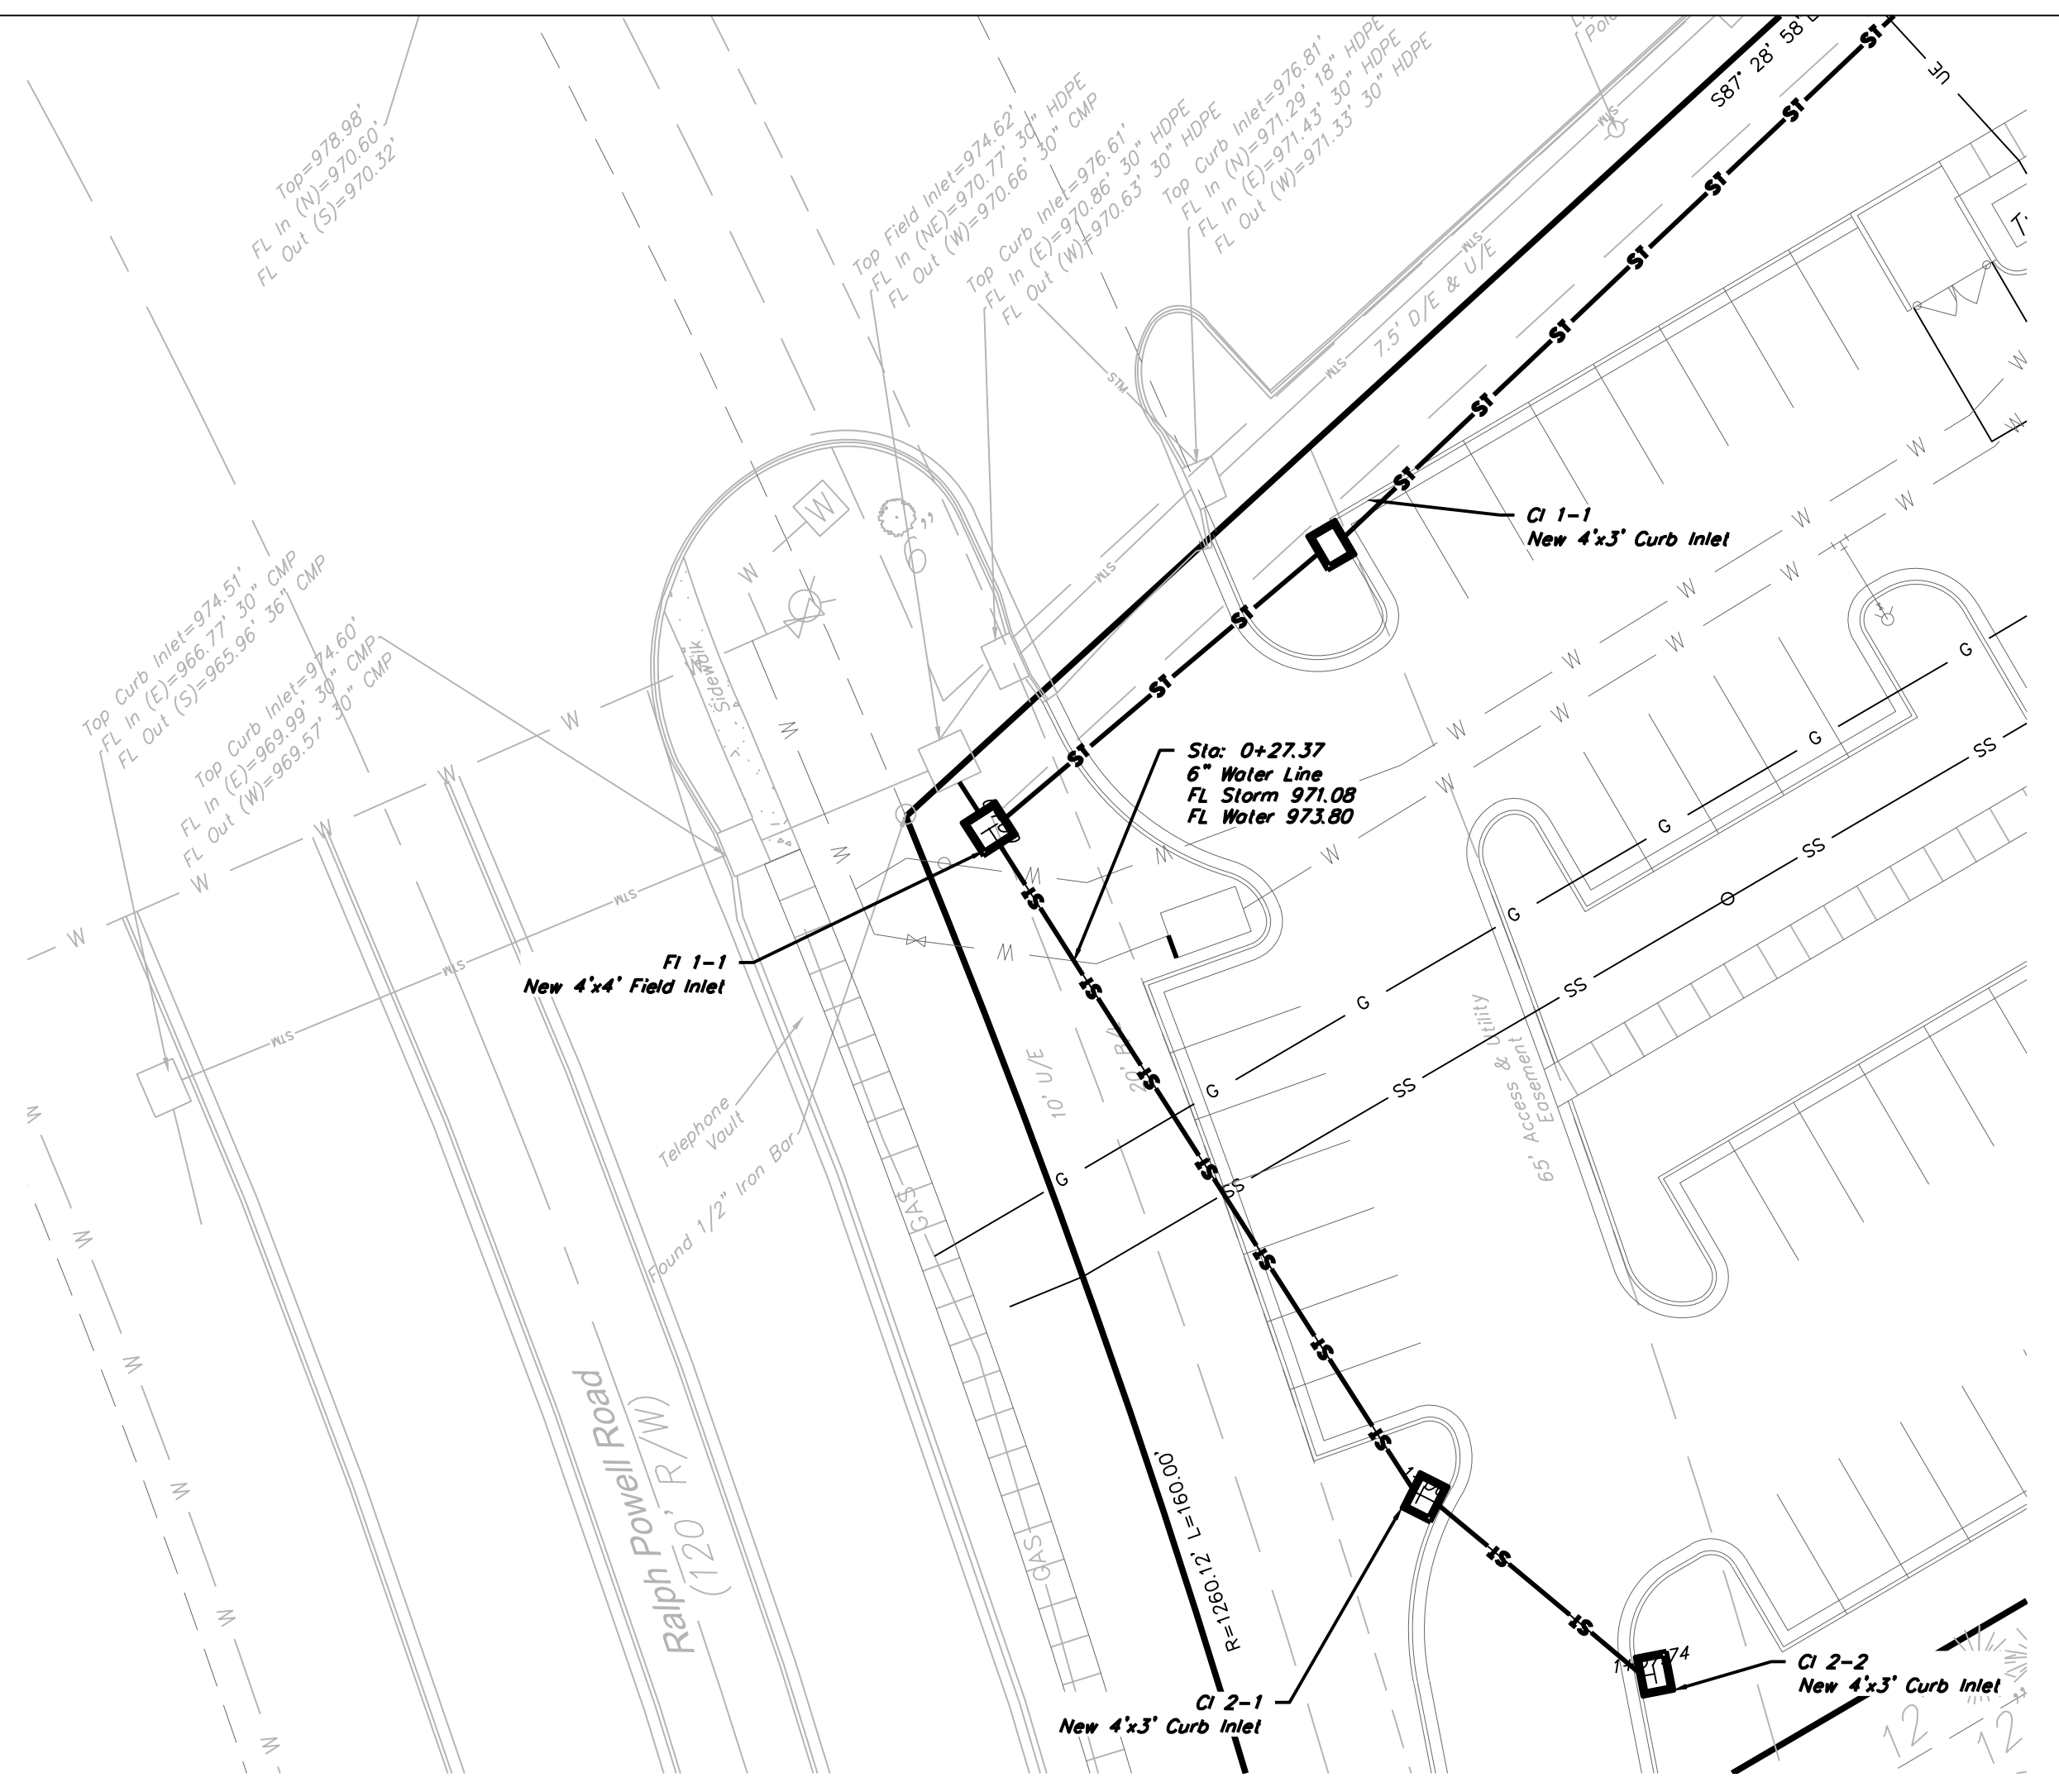 Top=978.98'
FL In (N)=970.60'
FL Out (S)=970.32'
Top Field Inlet=974.62'
FL In (NE)=970.77' 30" HDPE
FL Out (W)=970.66' 30" CMP
Top Curb Inlet=976.61'
FL In (E)=970.86' 30" HDPE
FL Out (W)=970.63' 30" HDPE
Top Curb Inlet=976.81'
FL In (N)=971.29' 18" HDPE
FL In (E)=971.43' 30" HDPE
FL Out (W)=971.33' 30" HDPE
S87° 28' 58"
UE
7.5' D/E & U/E
CI 1-1
New 4'x3' Curb Inlet
6"
Sidewalk
Top Curb Inlet=974.51'
FL In (E)=966.77' 30" CMP
FL Out (S)=965.96' 36" CMP
Top Curb Inlet=974.60'
FL In (E)=969.99' 30" CMP
FL Out (W)=969.57' 30" CMP
Sta: 0+27.37
6" Water Line
FL Storm 971.08
FL Water 973.80
FI 1-1
New 4'x4' Field Inlet
Telephone
Vault
Found 1/2" Iron Bar
10' U/E
20' B/L
65' Access & Utility
Easement
GAS
GAS
Ralph Powell Road
(120' R/W)
R=1260.12' L=160.00'
CI 2-1
New 4'x3' Curb Inlet
CI 2-2
New 4'x3' Curb Inlet
12
12"
W
G
SS
ST
STM